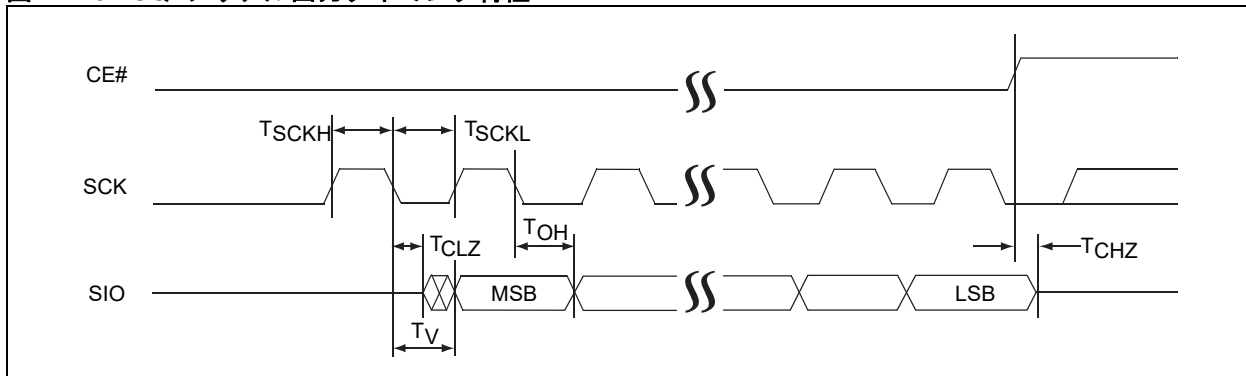 CE#
TSCKH
TSCKL
SCK
TOH
TCLZ
TCHZ
SIO
MSB
LSB
TV